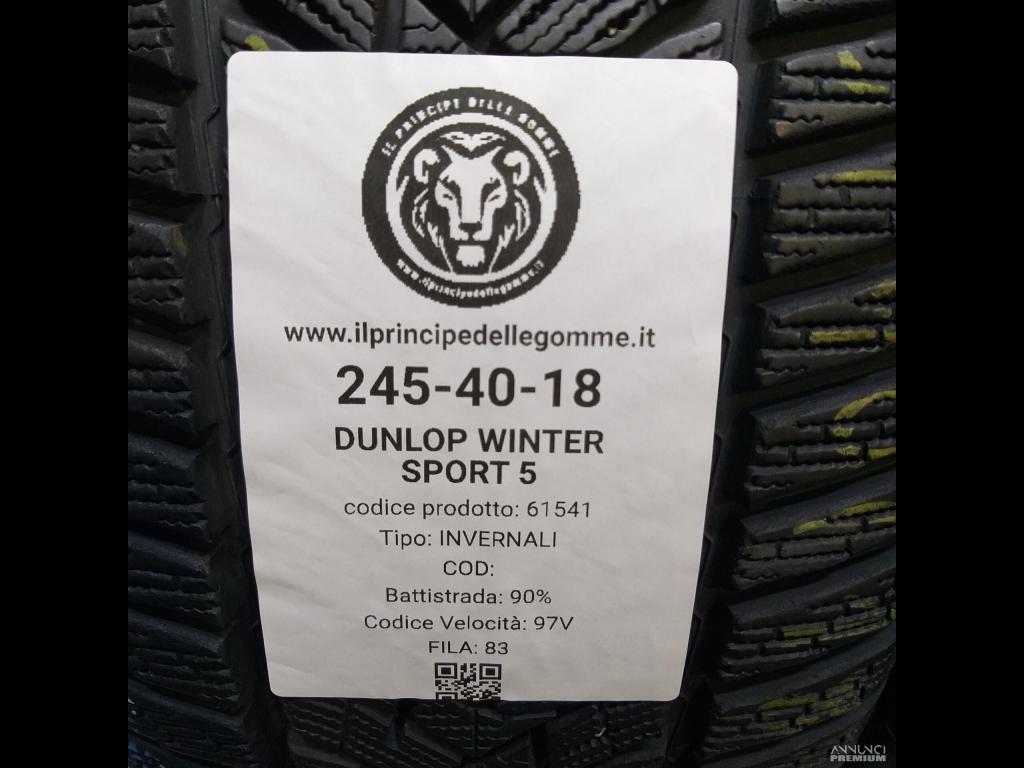 IL PRINCIPE DELLE GOMME
www.ilprincipedellegomme.it
www.ilprincipedellegomme.it
245-40-18
DUNLOP WINTER
SPORT 5
codice prodotto: 61541
Tipo: INVERNALI
COD:
Battistrada: 90%
Codice Velocità: 97V
FILA: 83
ANNUNCI
PREMIUM